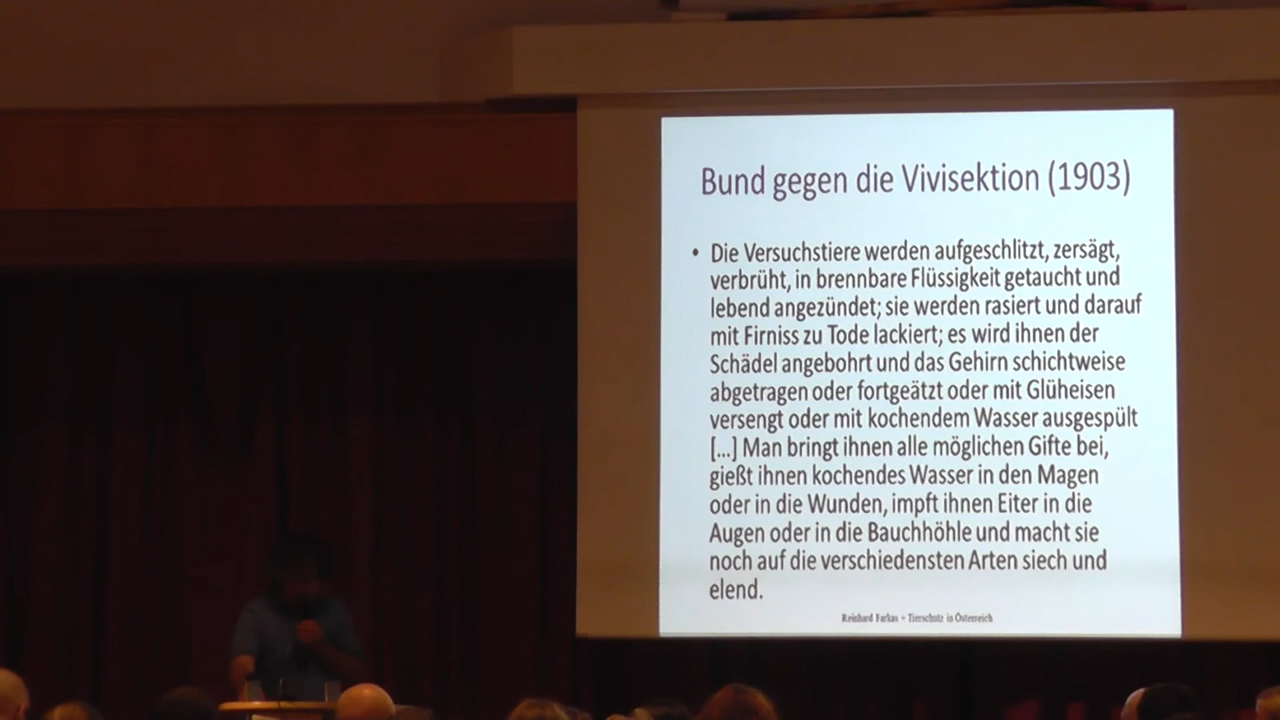 Bund gegen die Vivisektion (1903)
• Die Versuchstiere werden aufgeschlitzt, zersägt,
verbrüht, in brennbare Flüssigkeit getaucht und
lebend angezündet; sie werden rasiert und darauf
mit Firniss zu Tode lackiert; es wird ihnen der
Schädel angebohrt und das Gehirn schichtweise
abgetragen oder fortgeätzt oder mit Glüheisen
versengt oder mit kochendem Wasser ausgespült
[...] Man bringt ihnen alle möglichen Gifte bei,
gießt ihnen kochendes Wasser in den Magen
oder in die Wunden, impft ihnen Eiter in die
Augen oder in die Bauchhöhle und macht sie
noch auf die verschiedensten Arten siech und
elend.
Reinhard Farkas - Tierschutz in Österreich